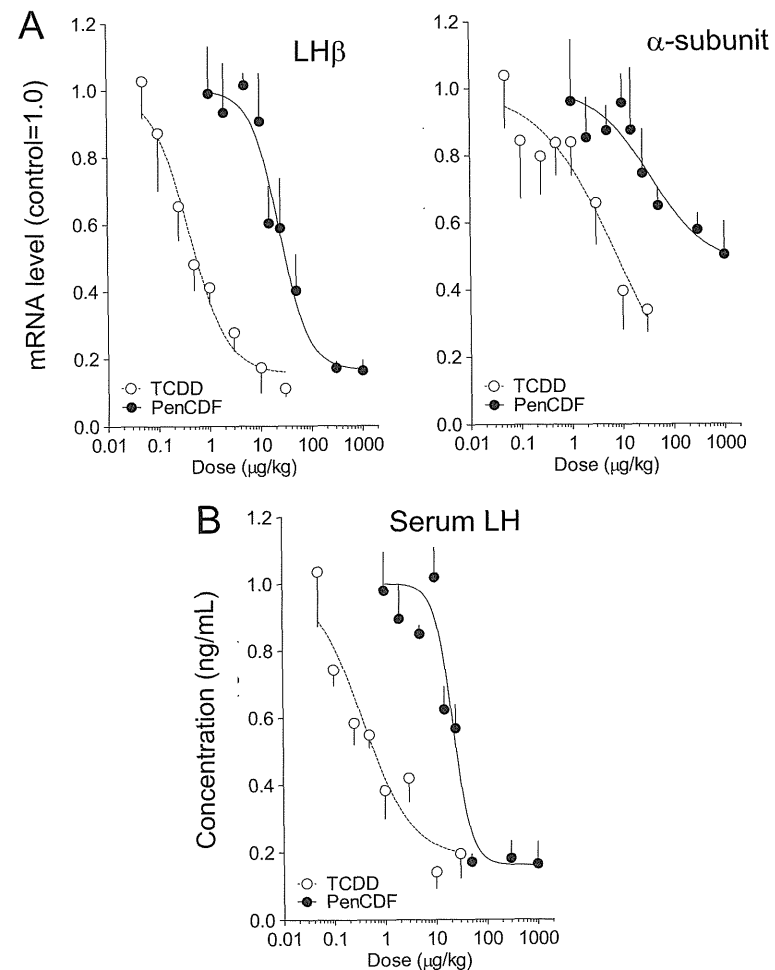 A
LHβ
mRNA level (control=1.0)
1.2
1.0
0.8
0.6
0.4
0.2
0.0
TCDD
PenCDF
0.01 0.1 1 10 100 1000
Dose (μg/kg)
α-subunit
1.2
1.0
0.8
0.6
0.4
0.2
0.0
TCDD
PenCDF
0.01 0.1 1 10 100 1000
Dose (μg/kg)
B
Serum LH
Concentration (ng/mL)
1.2
1.0
0.8
0.6
0.4
0.2
0.0
TCDD
PenCDF
0.01 0.1 1 10 100 1000
Dose (μg/kg)